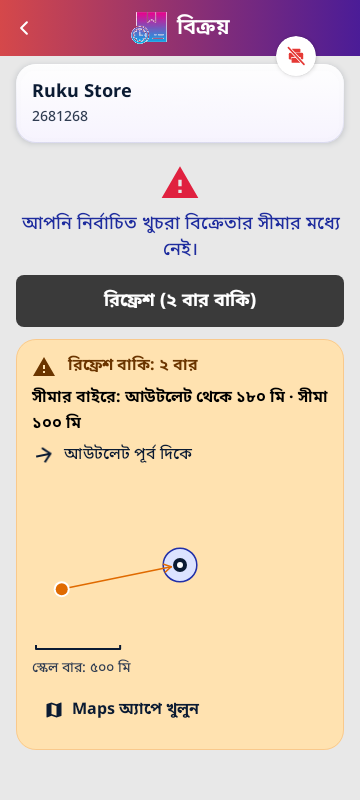 বিক্রয়
Ruku Store
2681268
আপনি নির্বাচিত খুচরা বিক্রেতার সীমার মধ্যে
নেই।
রিফ্রেশ (২ বার বাকি)
রিফ্রেশ বাকি: ২ বার
সীমার বাইরে: আউটলেট থেকে ১৮০ মি · সীমা
১০০ মি
আউটলেট পূর্ব দিকে
স্কেল বার: ৫০০ মি
Maps অ্যাপে খুলুন